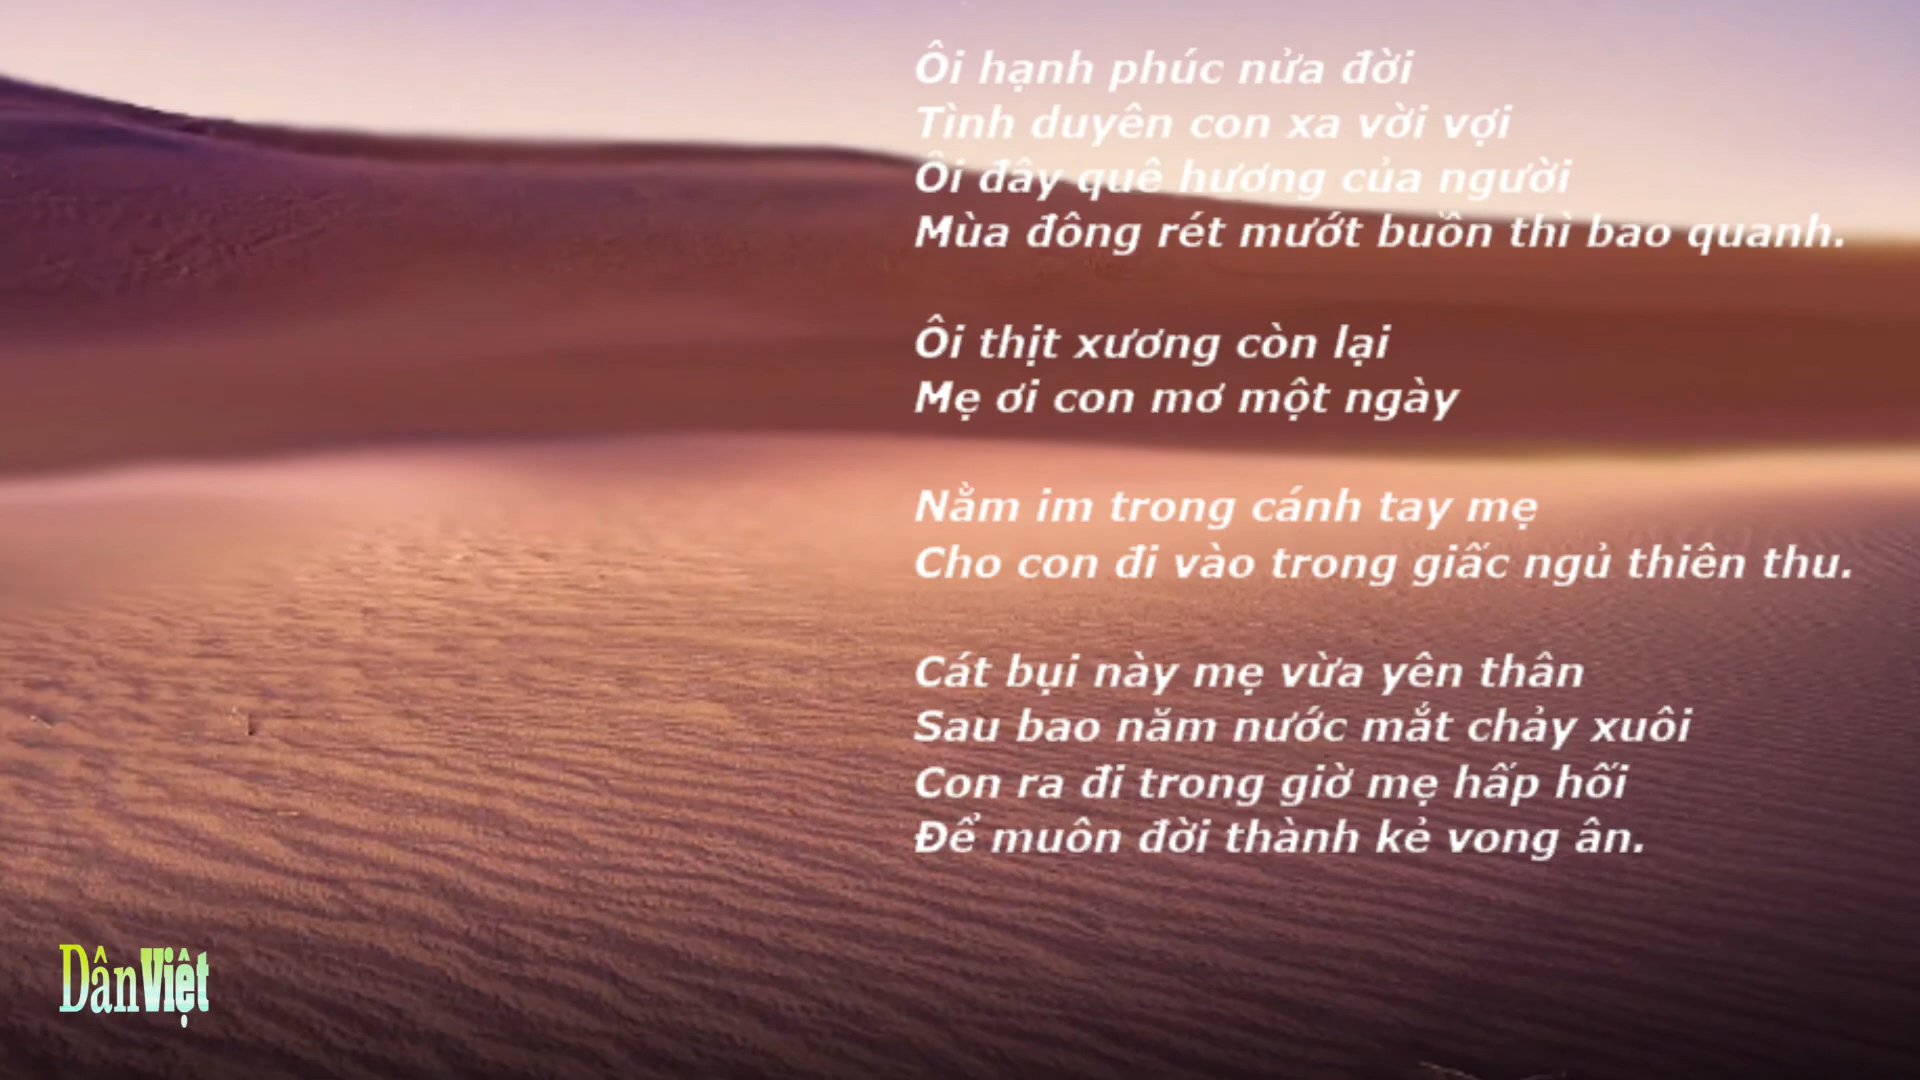 Ôi hạnh phúc nửa đời
Tình duyên con xa vời vợi
Ôi đây quê hương của người
Mùa đông rét mướt buồn thì bao quanh.
Ôi thịt xương còn lại
Mẹ ơi con mơ một ngày
Nằm im trong cánh tay mẹ
Cho con đi vào trong giấc ngủ thiên thu.
Cát bụi này mẹ vừa yên thân
Sau bao năm nước mắt chảy xuôi
Con ra đi trong giờ mẹ hấp hối
Để muôn đời thành kẻ vong ân.
Dân Việt